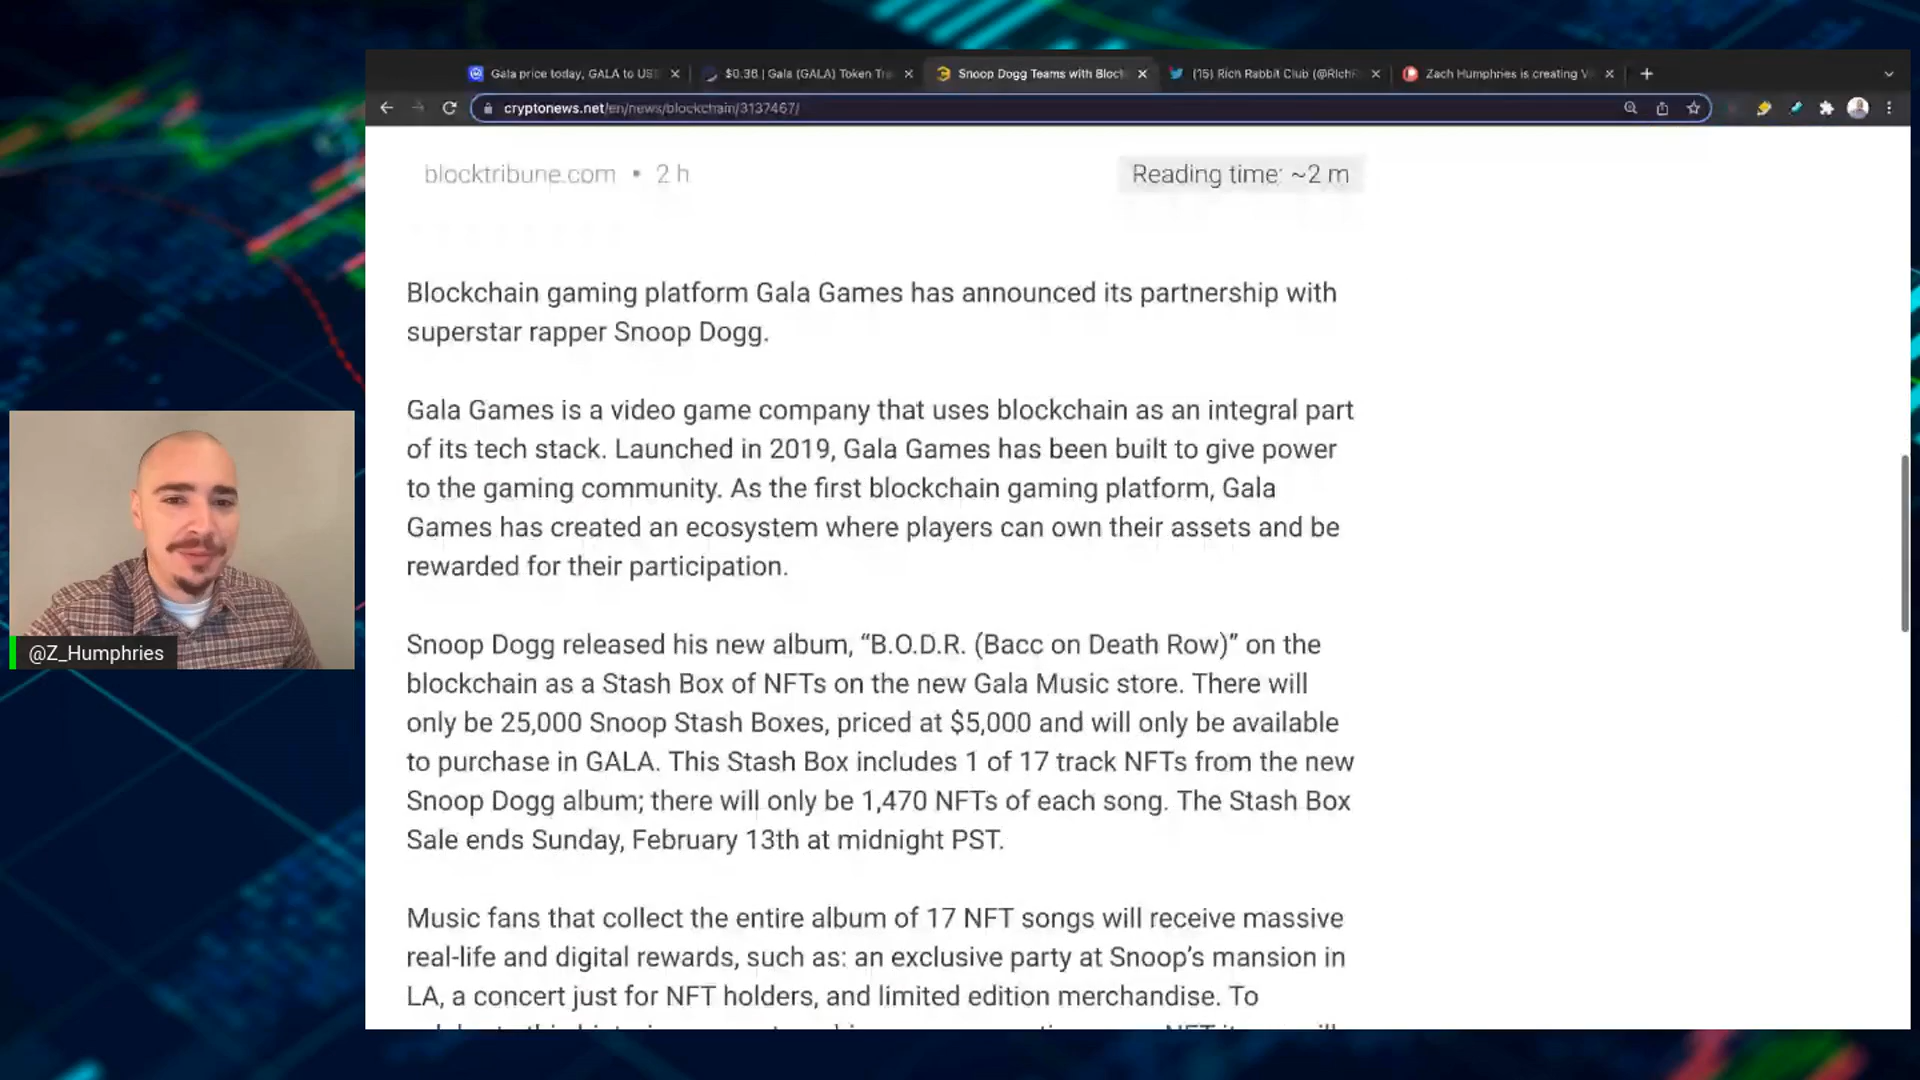 Gala price today, GALA to US
$0.36 | Gala (GALA) Token Tr
Snoop Dogg Teams with Bloc
(15) Rich Rabbit Club (@RichR
Zach Humphries is creating V
cryptonews.net/en/news/blockchain/3137467/
blocktribune.com • 2 h
Reading time: ~2 m
Blockchain gaming platform Gala Games has announced its partnership with
superstar rapper Snoop Dogg.
Gala Games is a video game company that uses blockchain as an integral part
of its tech stack. Launched in 2019, Gala Games has been built to give power
to the gaming community. As the first blockchain gaming platform, Gala
Games has created an ecosystem where players can own their assets and be
rewarded for their participation.
@Z_Humphries
Snoop Dogg released his new album, “B.O.D.R. (Bacc on Death Row)” on the
blockchain as a Stash Box of NFTs on the new Gala Music store. There will
only be 25,000 Snoop Stash Boxes, priced at $5,000 and will only be available
to purchase in GALA. This Stash Box includes 1 of 17 track NFTs from the new
Snoop Dogg album; there will only be 1,470 NFTs of each song. The Stash Box
Sale ends Sunday, February 13th at midnight PST.
Music fans that collect the entire album of 17 NFT songs will receive massive
real-life and digital rewards, such as: an exclusive party at Snoop’s mansion in
LA, a concert just for NFT holders, and limited edition merchandise. To